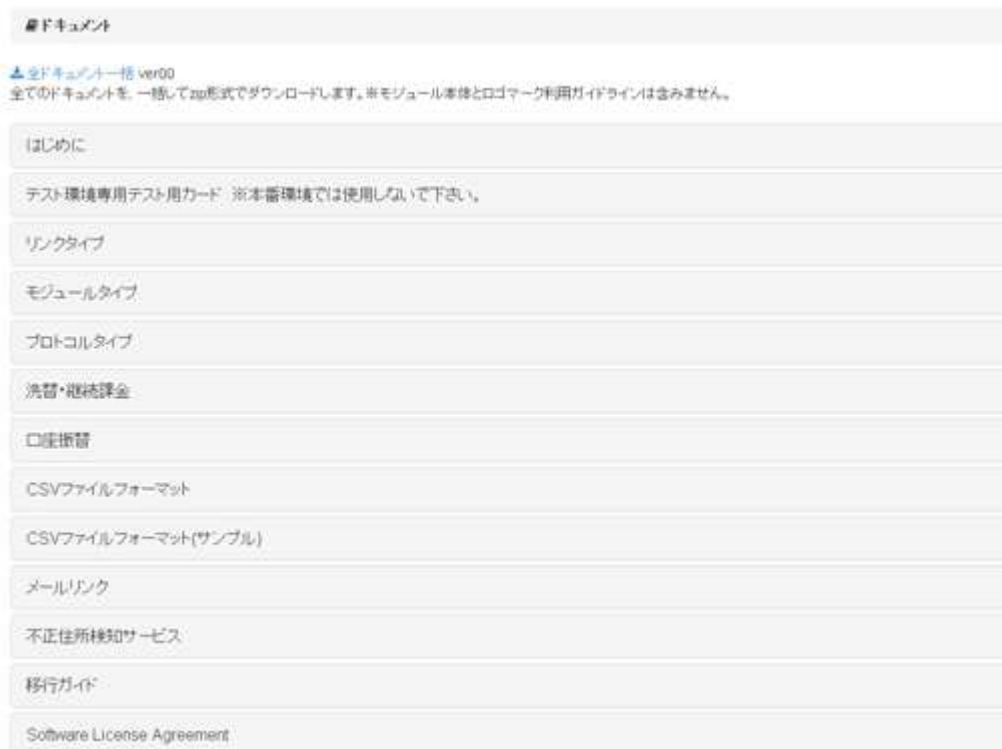 ドキュメント
全ドキュメント一括 ver00
全てのドキュメントを、一括してzip形式でダウンロードします。※モジュール本体とロゴマーク利用ガイドラインは含みません。
はじめに
テスト環境専用テスト用カード ※本番環境では使用しないで下さい。
リンクタイプ
モジュールタイプ
プロトコルタイプ
洗替・継続課金
口座振替
CSVファイルフォーマット
CSVファイルフォーマット(サンプル)
メールリンク
不正住所検知サービス
移行ガイド
Software License Agreement